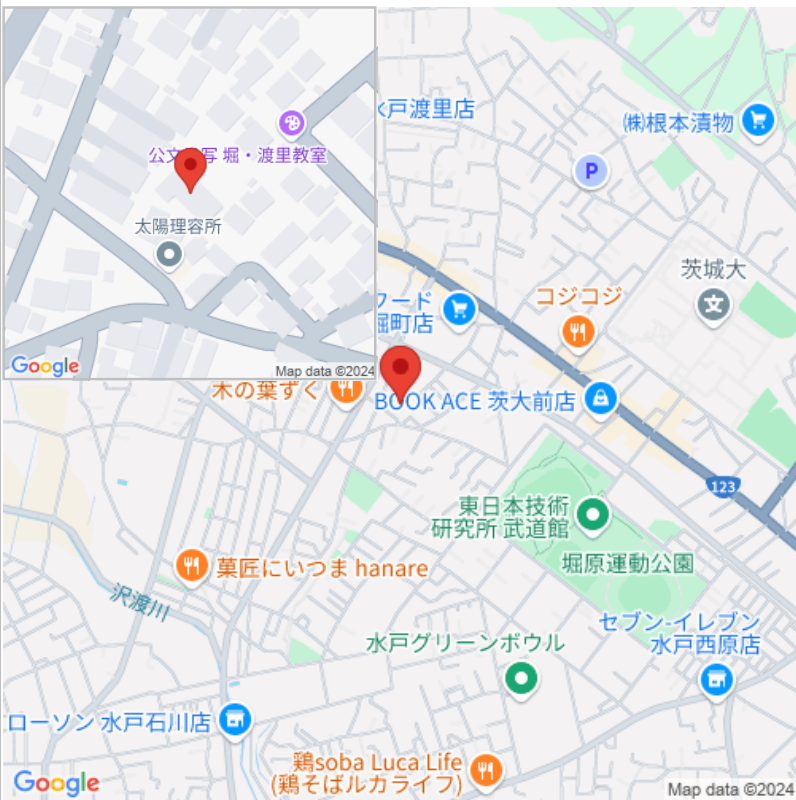 公文
写 堀・渡里教室
太陽理容所
Google
Map data ©2024
水戸渡里店
㈱根本漬物
P
茨城大
文
コジコジ
フード
堀町店
木の葉ずく
BOOK ACE 茨大前店
123
東日本技術
研究所 武道館
堀原運動公園
菓匠にいつま hanare
沢渡川
セブン-イレブン
水戸西原店
水戸グリーンボウル
ローソン 水戸石川店
鶏soba Luca Life
(鶏そばルカライフ)
Google
Map data ©2024